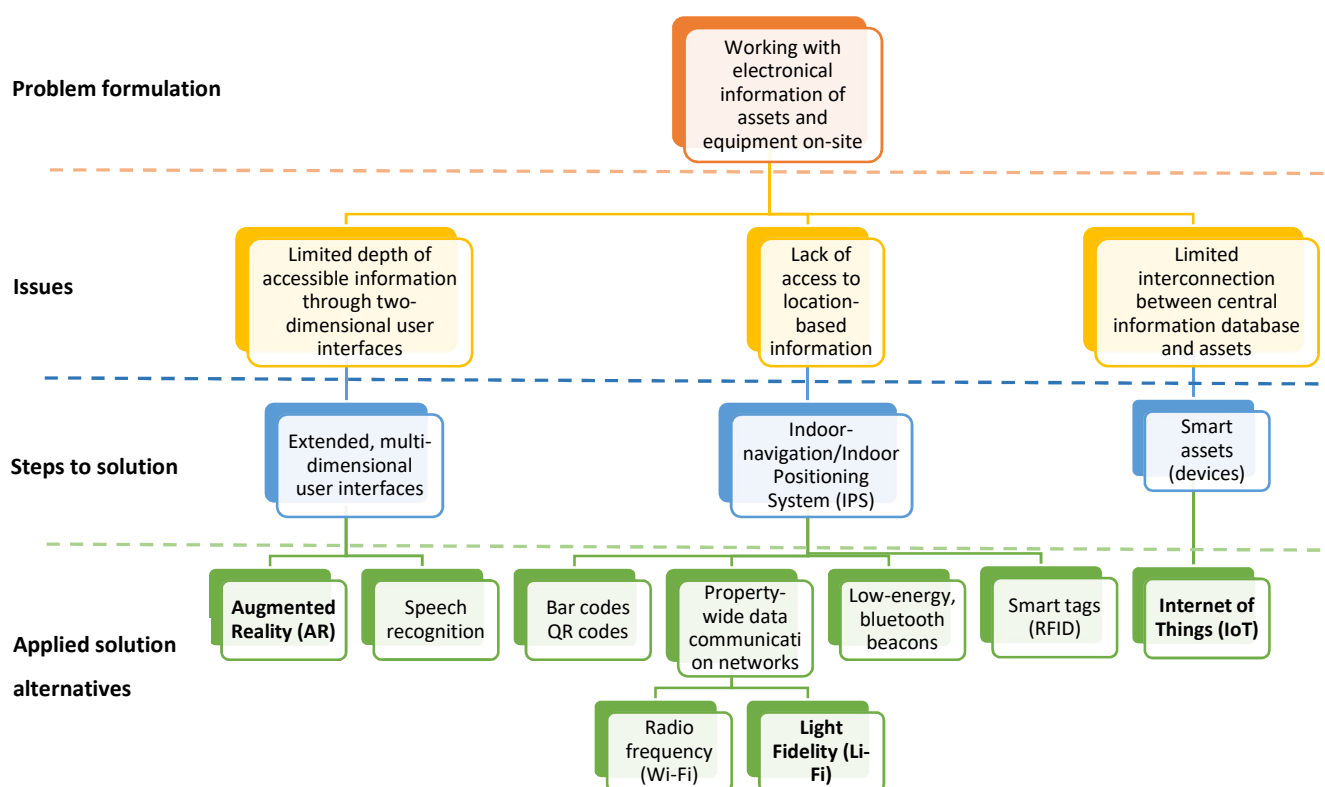 Problem formulation
Working with
electronical
information of
assets and
equipment on-site
Issues
Limited depth of
accessible information
through two-
dimensional user
interfaces
Lack of
access to
location-
based
information
Limited
interconnection
between central
information database
and assets
Steps to solution
Extended, multi-
dimensional
user interfaces
Indoor-
navigation/Indoor
Positioning
System (IPS)
Smart
assets
(devices)
Applied solution
alternatives
Augmented
Reality (AR)
Speech
recognition
Bar codes
QR codes
Property-
wide data
communicati
on networks
Low-energy,
bluetooth
beacons
Smart tags
(RFID)
Internet of
Things (IoT)
Radio
frequency
(Wi-Fi)
Light
Fidelity (Li-
Fi)